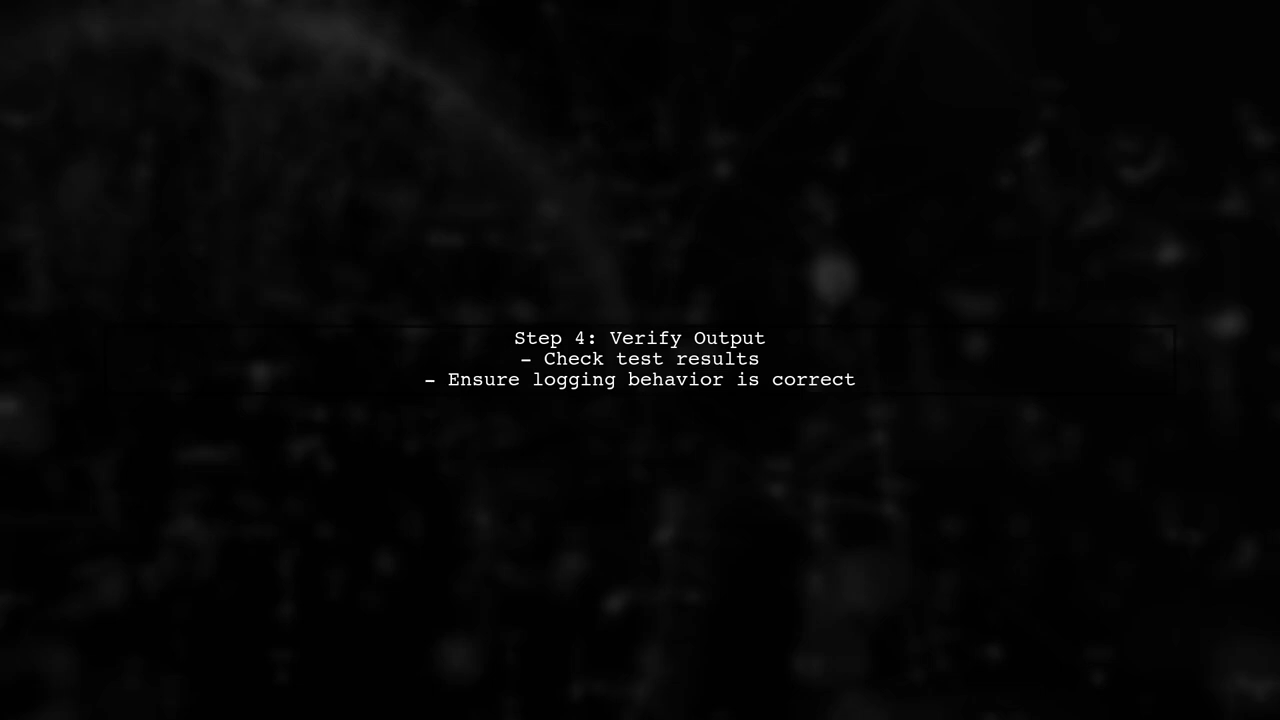 Step 4: Verify Output
– Check test results
– Ensure logging behavior is correct